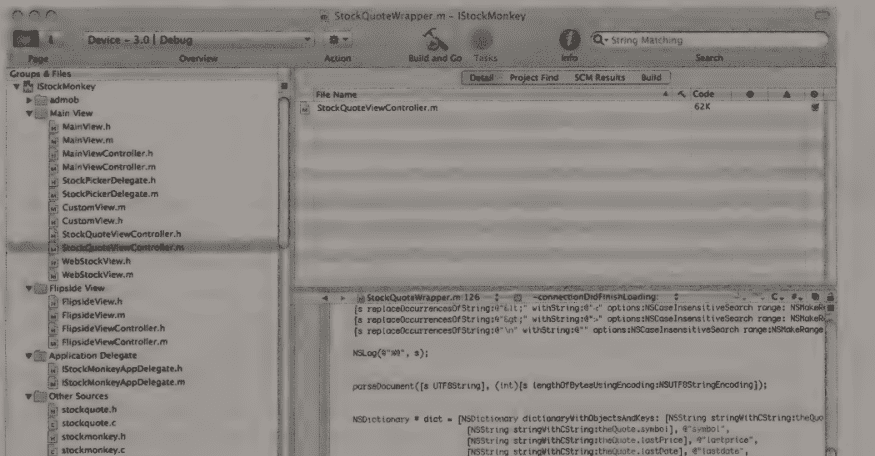 StockQuoteWrapper.m - IStockMonkey
Device - 3.0 | Debug
String Matching
Page
Overview
Action
Build and Go
Tasks
Info
Search
Groups & Files
Detail
Project Find
SCM Results
Build
IStockMonkey
admob
Main View
MainView.h
MainView.m
MainViewController.h
MainViewController.m
StockPickerDelegate.h
StockPickerDelegate.m
CustomView.m
CustomView.h
StockQuoteViewController.h
StockQuoteViewController.m
WebStockView.h
WebStockView.m
Flipside View
FlipsideView.h
FlipsideView.m
FlipsideViewController.h
FlipsideViewController.m
Application Delegate
IStockMonkeyAppDelegate.h
IStockMonkeyAppDelegate.m
Other Sources
stockquote.h
stockquote.c
stockmonkey.h
stockmonkey.c
File Name
Code
StockQuoteViewController.m
62K
StockQuoteWrapper.m:126
-connectionDidFinishLoading:
C
#
[s replaceOccurrencesOfString:@"&lt;" withString:@"<" options:NSCaseInsensitiveSearch range: NSMakeRa
[s replaceOccurrencesOfString:@"&gt;" withString:@">" options:NSCaseInsensitiveSearch range: NSMakeRa
[s replaceOccurrencesOfString:@"\n" withString:@"" options:NSCaseInsensitiveSearch range:NSMakeRange
NSLog(@"%@", s);
parseDocument([s UTF8String], (int)[s lengthOfBytesUsingEncoding:NSUTF8StringEncoding]);
NSDictionary * dict = [NSDictionary dictionaryWithObjectsAndKeys: [NSString stringWithCString:theQuo
[NSString stringWithCString:theQuote.symbol], @"symbol",
[NSString stringWithCString:theQuote.lastPrice], @"lastprice",
[NSString stringWithCString:theQuote.lastDate], @"lastdate",